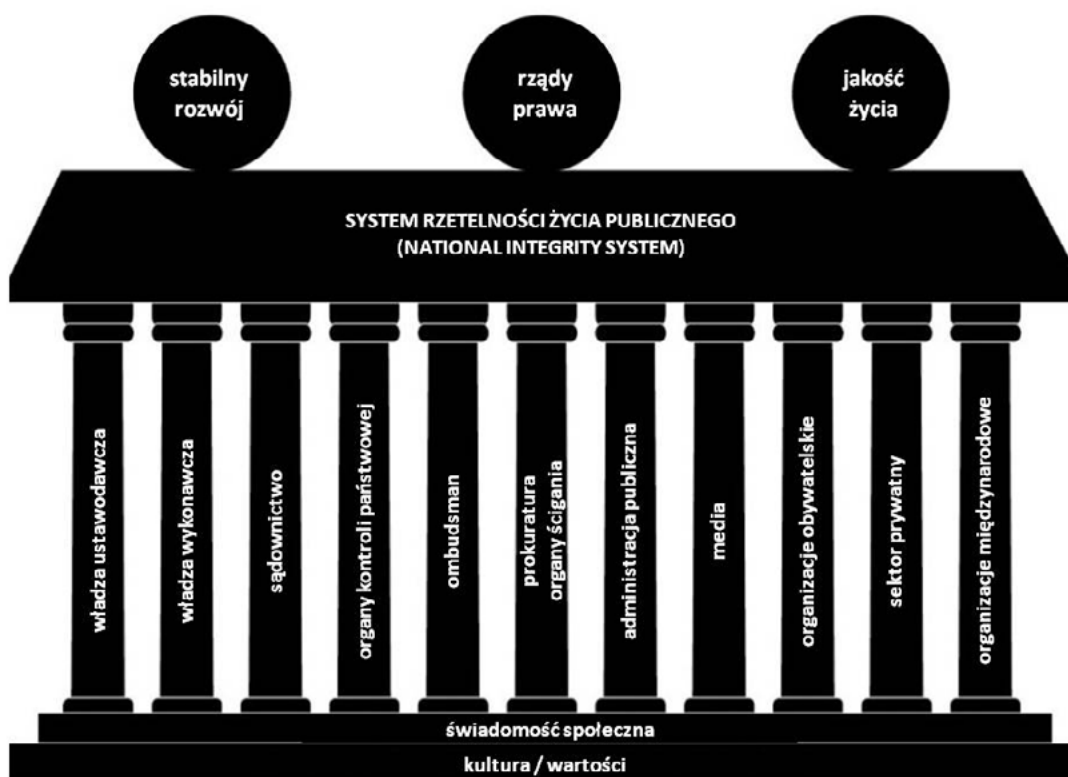 stabilny
rozwój
rządy
prawa
jakość
życia
SYSTEM RZETELNOŚCI ŻYCIA PUBLICZNEGO
(NATIONAL INTEGRITY SYSTEM)
władza ustawodawcza
władza wykonawcza
sądownictwo
organy kontroli państwowej
ombudsman
prokuratura
organy ścigania
administracja publiczna
media
organizacje obywatelskie
sektor prywatny
organizacje międzynarodowe
świadomość społeczna
kultura / wartości